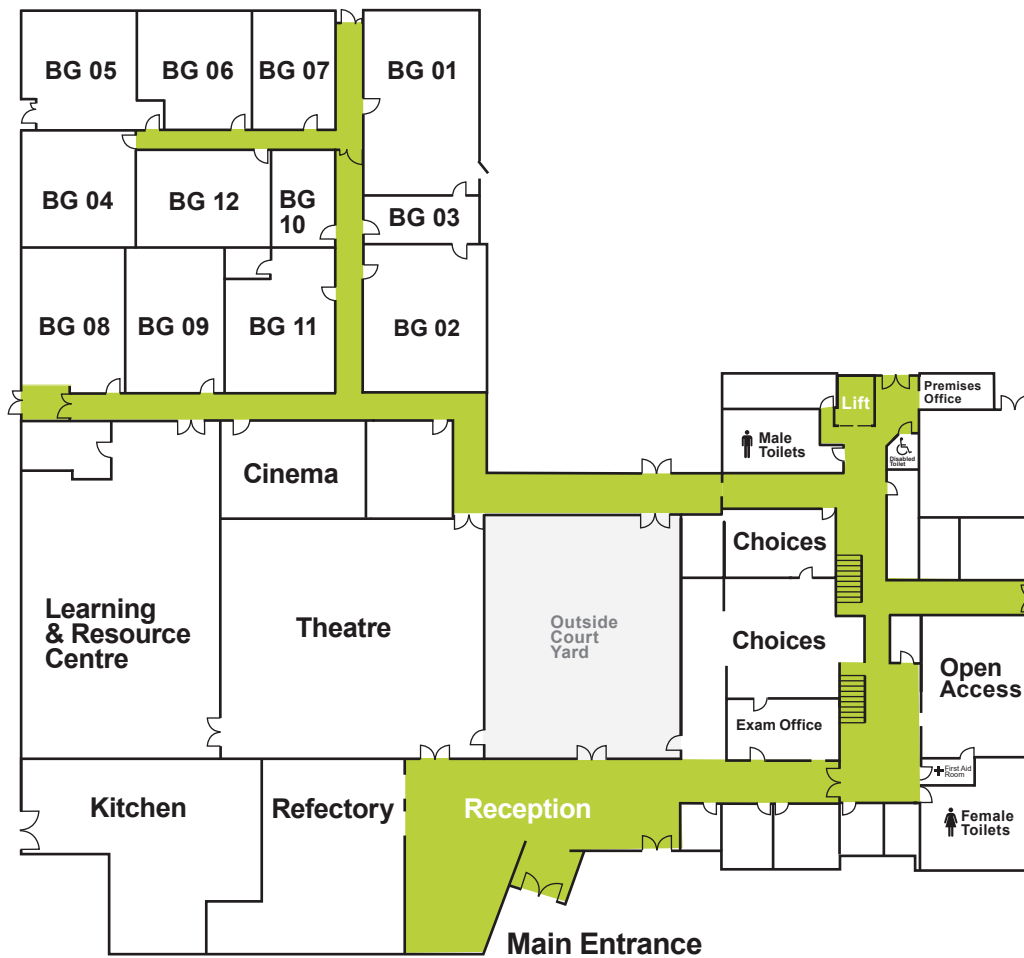 BG 05
BG 06
BG 07
BG 01
BG 04
BG 12
BG
10
BG 03
BG 08
BG 09
BG 11
BG 02
Lift
Premises
Office
Male
Toilets
Disabled
Toilet
Cinema
Choices
Learning
& Resource
Centre
Theatre
Outside
Court
Yard
Choices
Open
Access
Exam Office
First Aid
Room
Kitchen
Refectory
Reception
Female
Toilets
Main Entrance